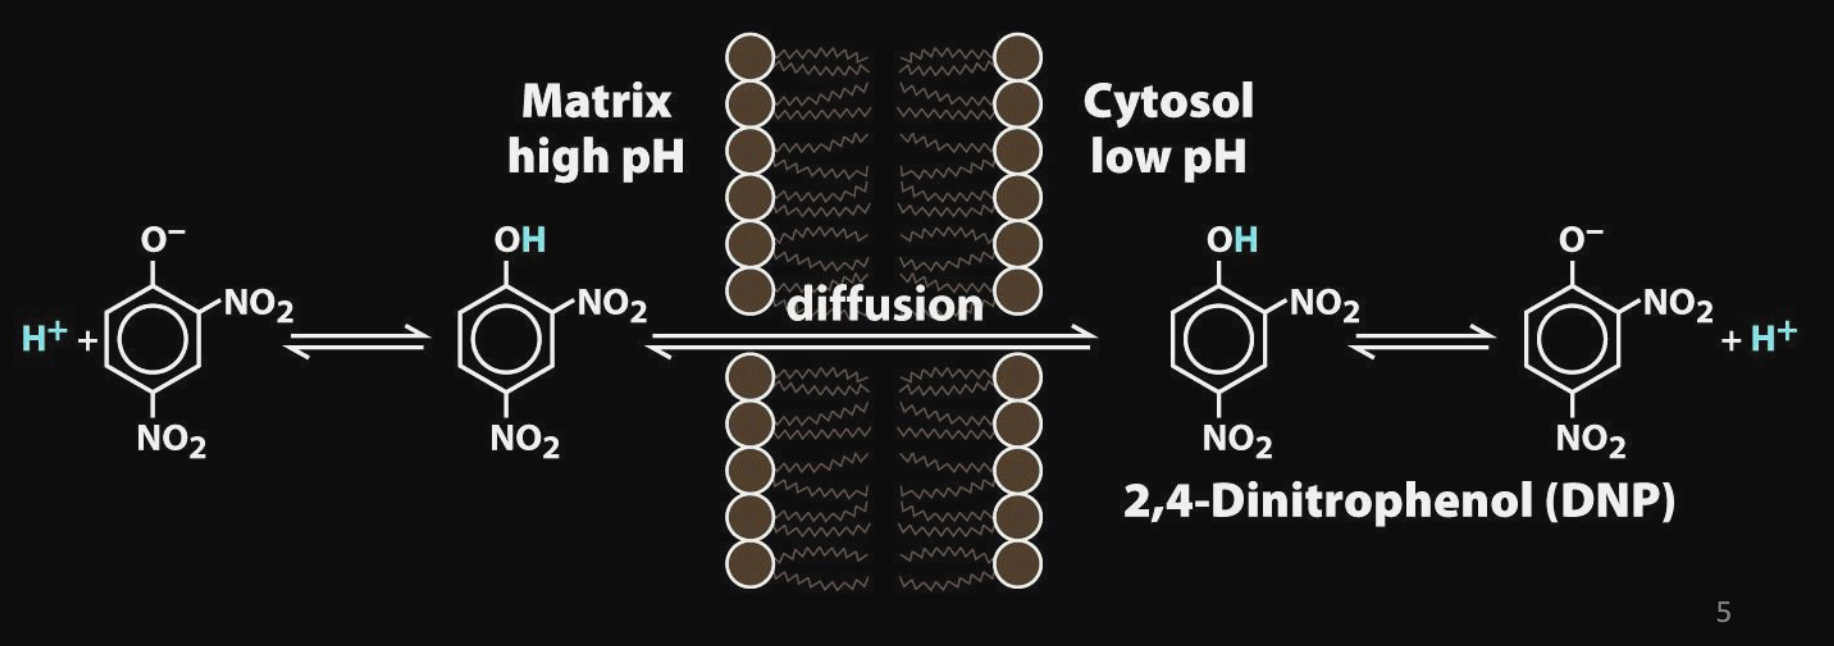 Matrix
high pH
Cytosol
low pH
H⁺ +
O⁻
NO₂
NO₂
OH
NO₂
NO₂
diffusion
OH
NO₂
NO₂
O⁻
NO₂
NO₂
+ H⁺
2,4-Dinitrophenol (DNP)
5